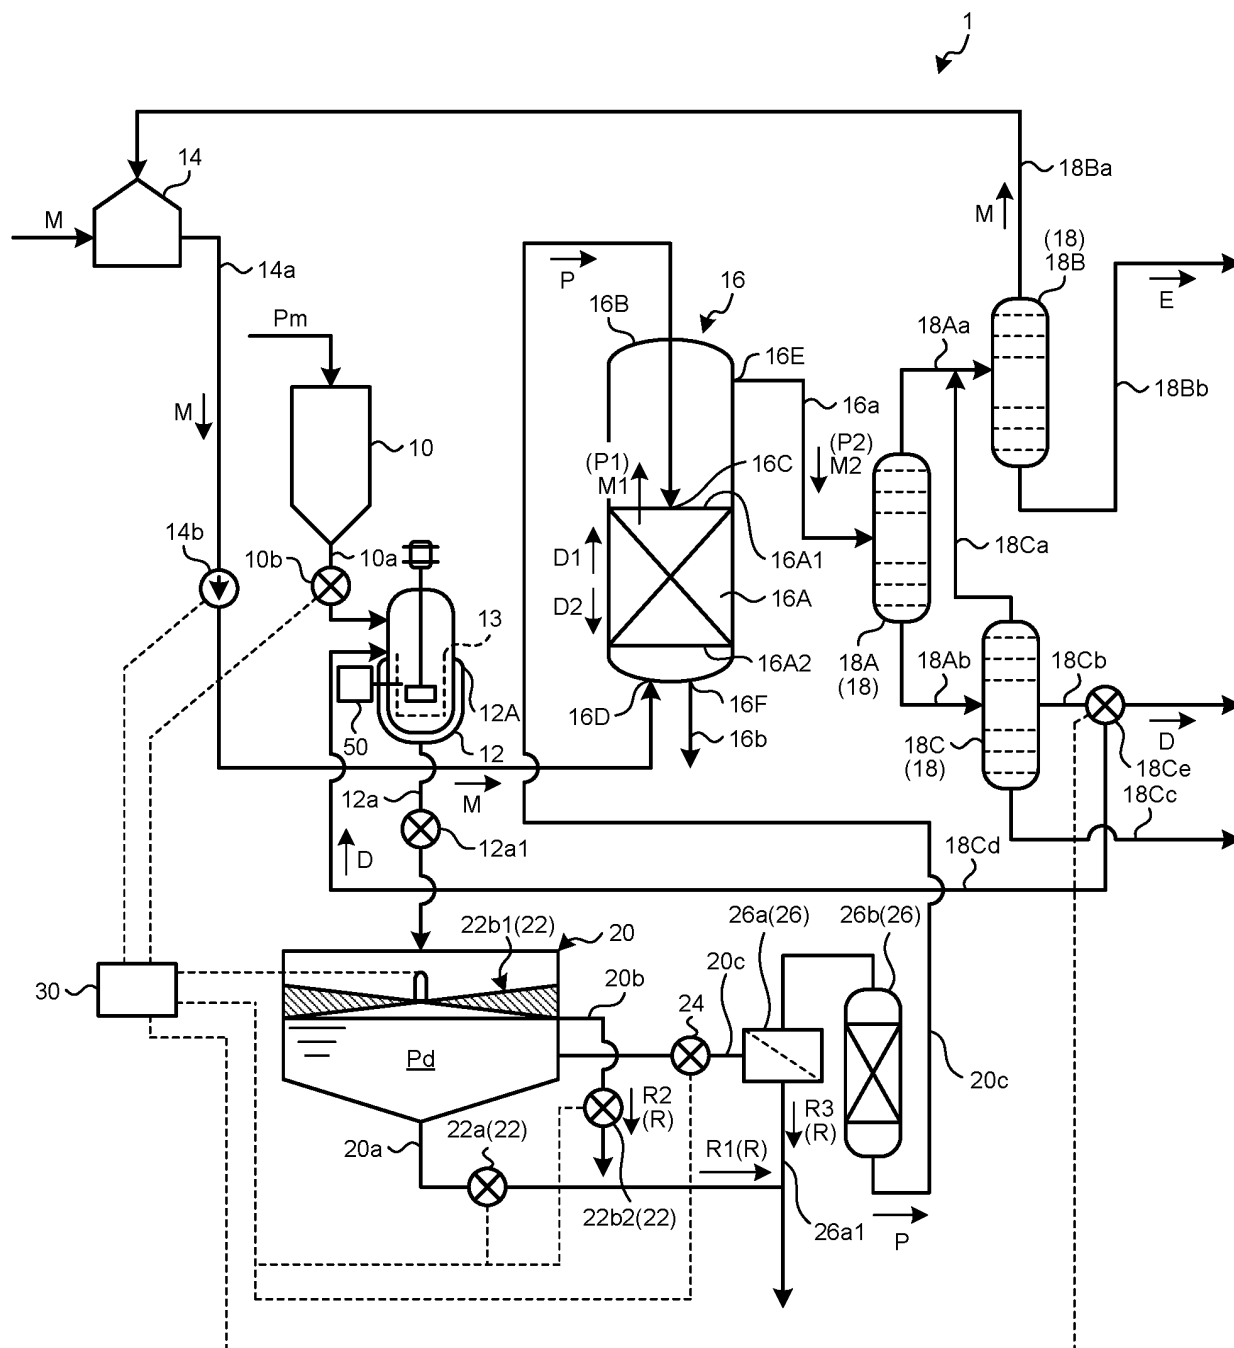 1
14
M
14a
18Ba
M
(18)
18B
E
P
16
16B
16E
18Aa
Pm
16a
18Bb
M
10
(P1)
M1
16C
(P2)
M2
14b
10b
10a
D1
16A1
18Ca
D2
16A
13
16A2
18A
(18)
18Ab
18Cb
12A
16D
16F
50
12
16b
18C
(18)
D
18Ce
12a
M
18Cc
D
12a1
18Cd
22b1(22)
20
26a(26)
26b(26)
20b
20c
30
24
Pd
20c
R2
(R)
R3
(R)
22a(22)
20a
R1(R)
22b2(22)
26a1
P